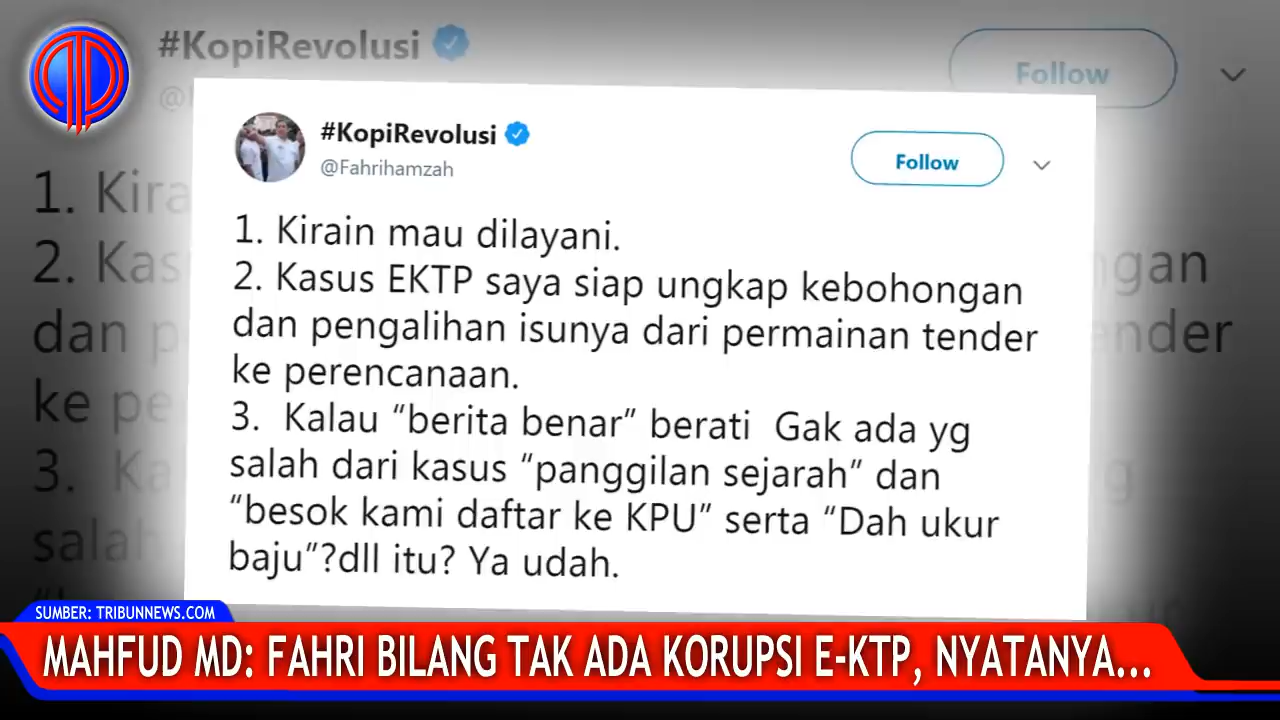 #KopiRevolusi
Follow
#KopiRevolusi
@Fahrihamzah
Follow
1. Kirain mau dilayani.
2. Kasus EKTP saya siap ungkap kebohongan
dan pengalihan isunya dari permainan tender
ke perencanaan.
3. Kalau “berita benar” berati Gak ada yg
salah dari kasus “panggilan sejarah” dan
“besok kami daftar ke KPU” serta “Dah ukur
baju”?dll itu? Ya udah.
SUMBER: TRIBUNNEWS.COM
MAHFUD MD: FAHRI BILANG TAK ADA KORUPSI E-KTP, NYATANYA...